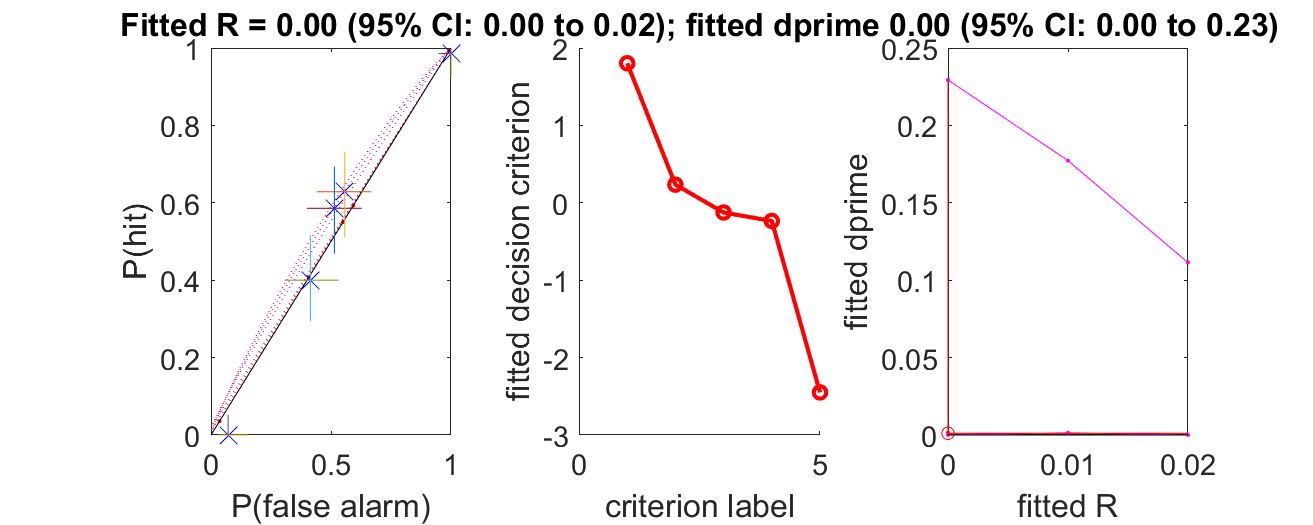 Fitted R = 0.00 (95% CI: 0.00 to 0.02); fitted dprime 0.00 (95% CI: 0.00 to 0.23)
P(hit)
1
0.8
0.6
0.4
0.2
0
0 0.5 1
P(false alarm)
fitted decision criterion
2
1
0
-1
-2
-3
0 5
criterion label
fitted dprime
0.25
0.2
0.15
0.1
0.05
0
0 0.01 0.02
fitted R